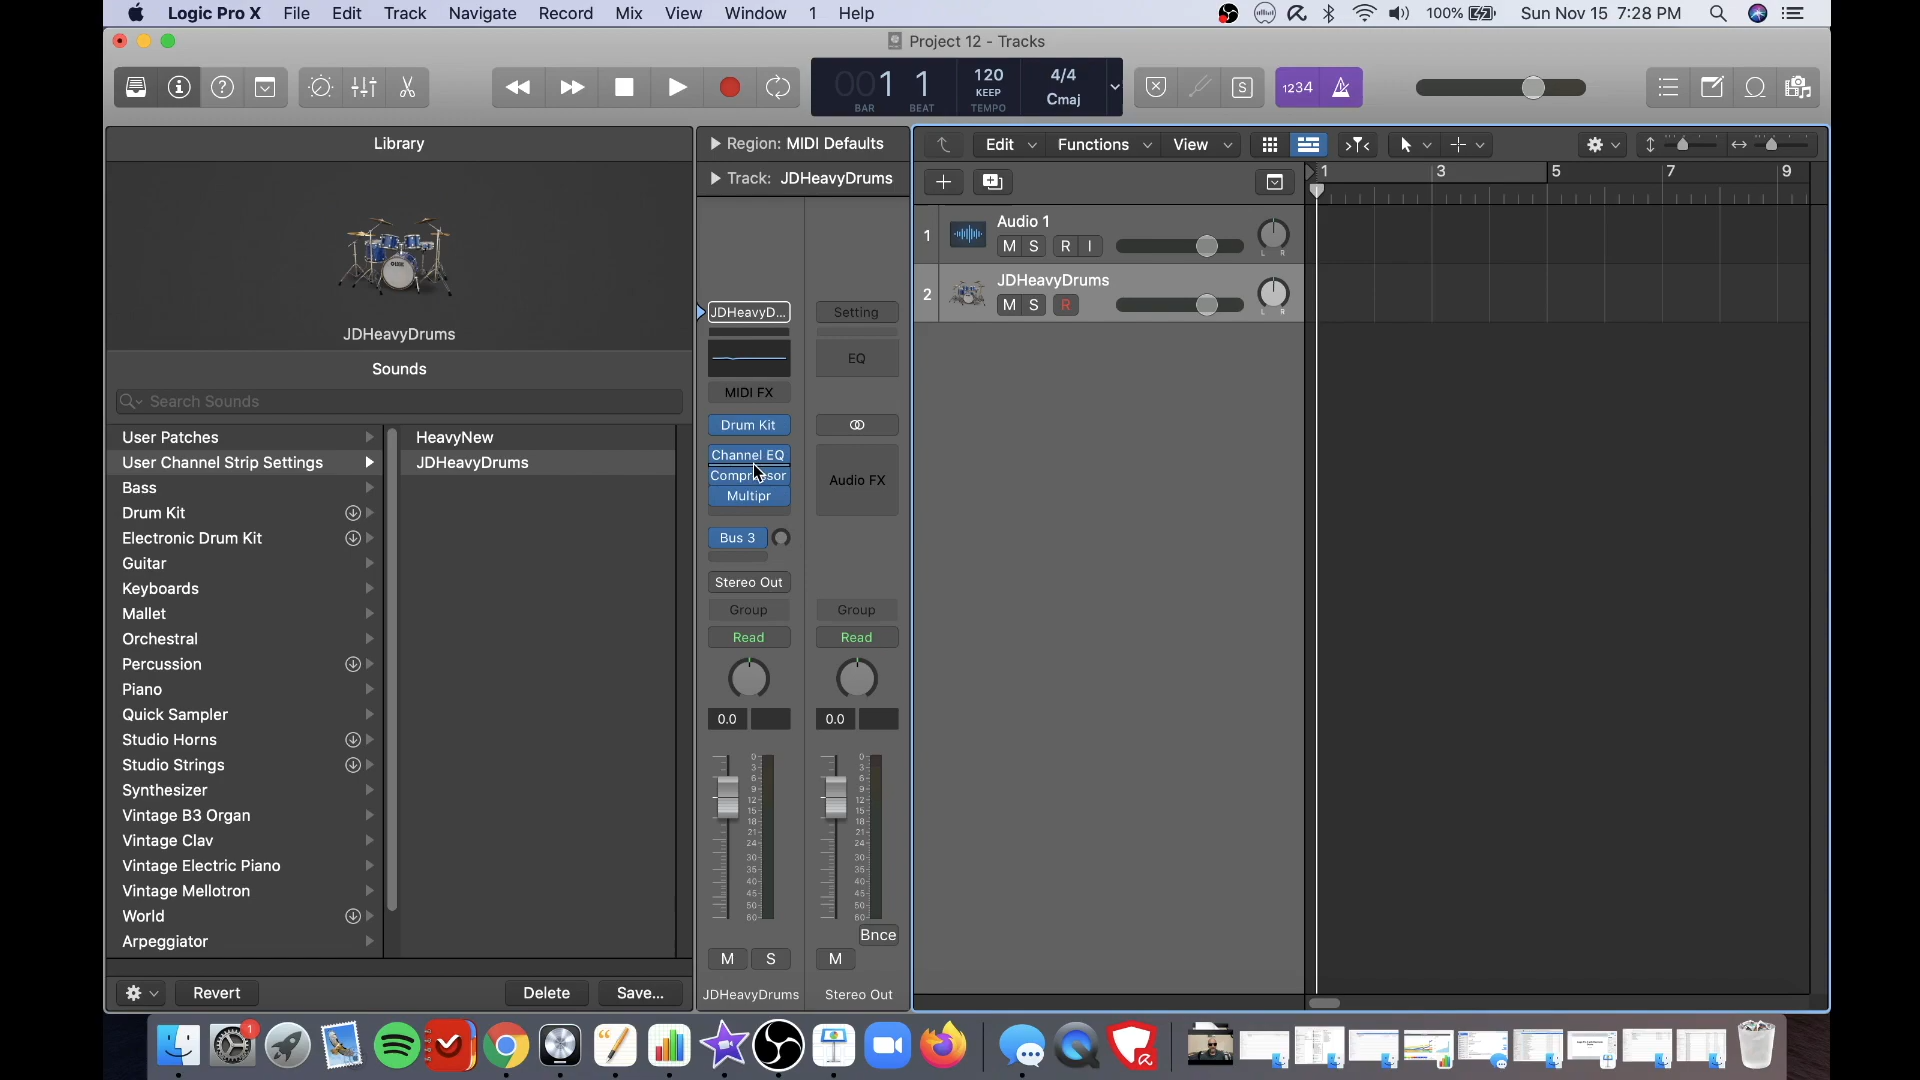 Logic Pro X File Edit Track Navigate Record Mix View Window 1 Help 100% Sun Nov 15 7:28 PM
Project 12 - Tracks
001 1 120 KEEP TEMPO 4/4 Cmaj
BAR BEAT
S 1234
Library
JDHeavyDrums
Sounds
Search Sounds
User Patches
User Channel Strip Settings
Bass
Drum Kit
Electronic Drum Kit
Guitar
Keyboards
Mallet
Orchestral
Percussion
Piano
Quick Sampler
Studio Horns
Studio Strings
Synthesizer
Vintage B3 Organ
Vintage Clav
Vintage Electric Piano
Vintage Mellotron
World
Arpeggiator
HeavyNew
JDHeavyDrums
Revert Delete Save...
Region: MIDI Defaults
Track: JDHeavyDrums
JDHeavyD... Setting
EQ
MIDI FX
Drum Kit
Channel EQ
Compressor
Multipr
Audio FX
Bus 3
Stereo Out
Group Group
Read Read
0.0 0.0
Bnce
M S M
JDHeavyDrums Stereo Out
Edit Functions View
1 3 5 7 9
1 Audio 1
M S R I
L R
2 JDHeavyDrums
M S R
L R
1